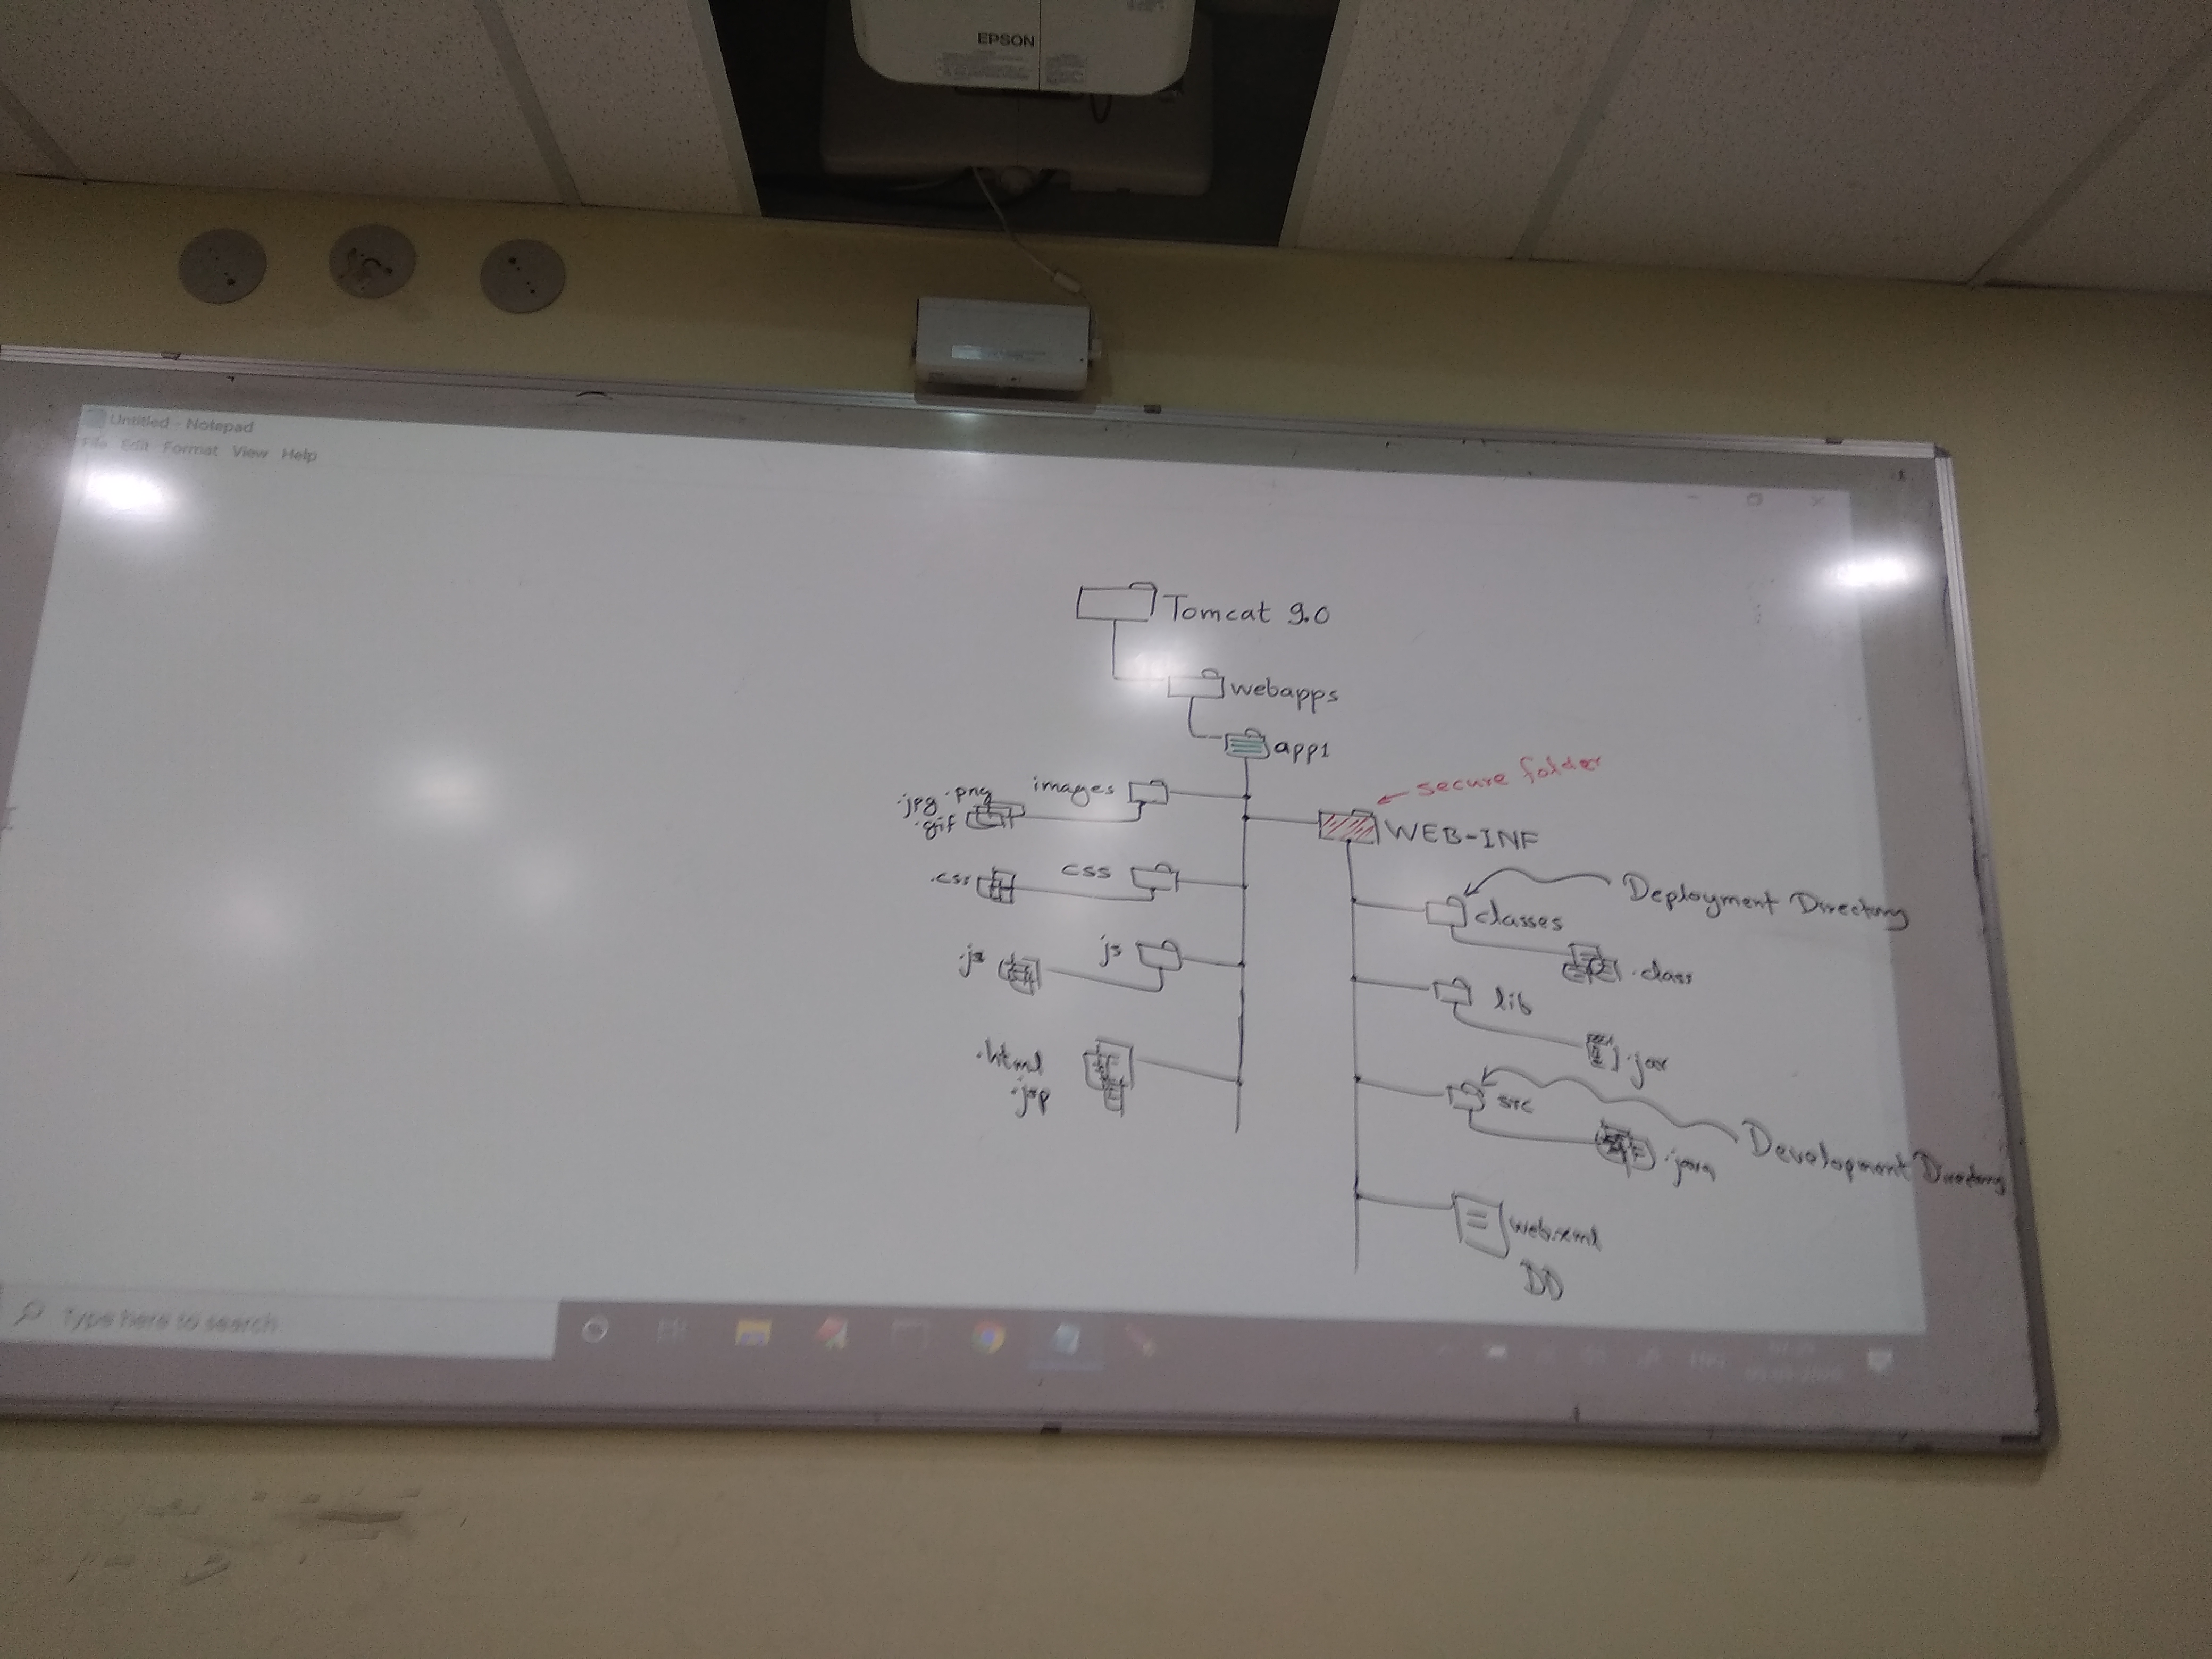 EPSON
Untitled - Notepad
File Edit Format View Help
Tomcat 9.0
webapps
app1
images
.jpg .png
.gif
secure folder
WEB-INF
css
.css
classes
Deployment Directory
.class
js
.js
lib
.jar
.html
.jsp
src
Development Directory
.java
web.xml
DD
Type here to search
ENG